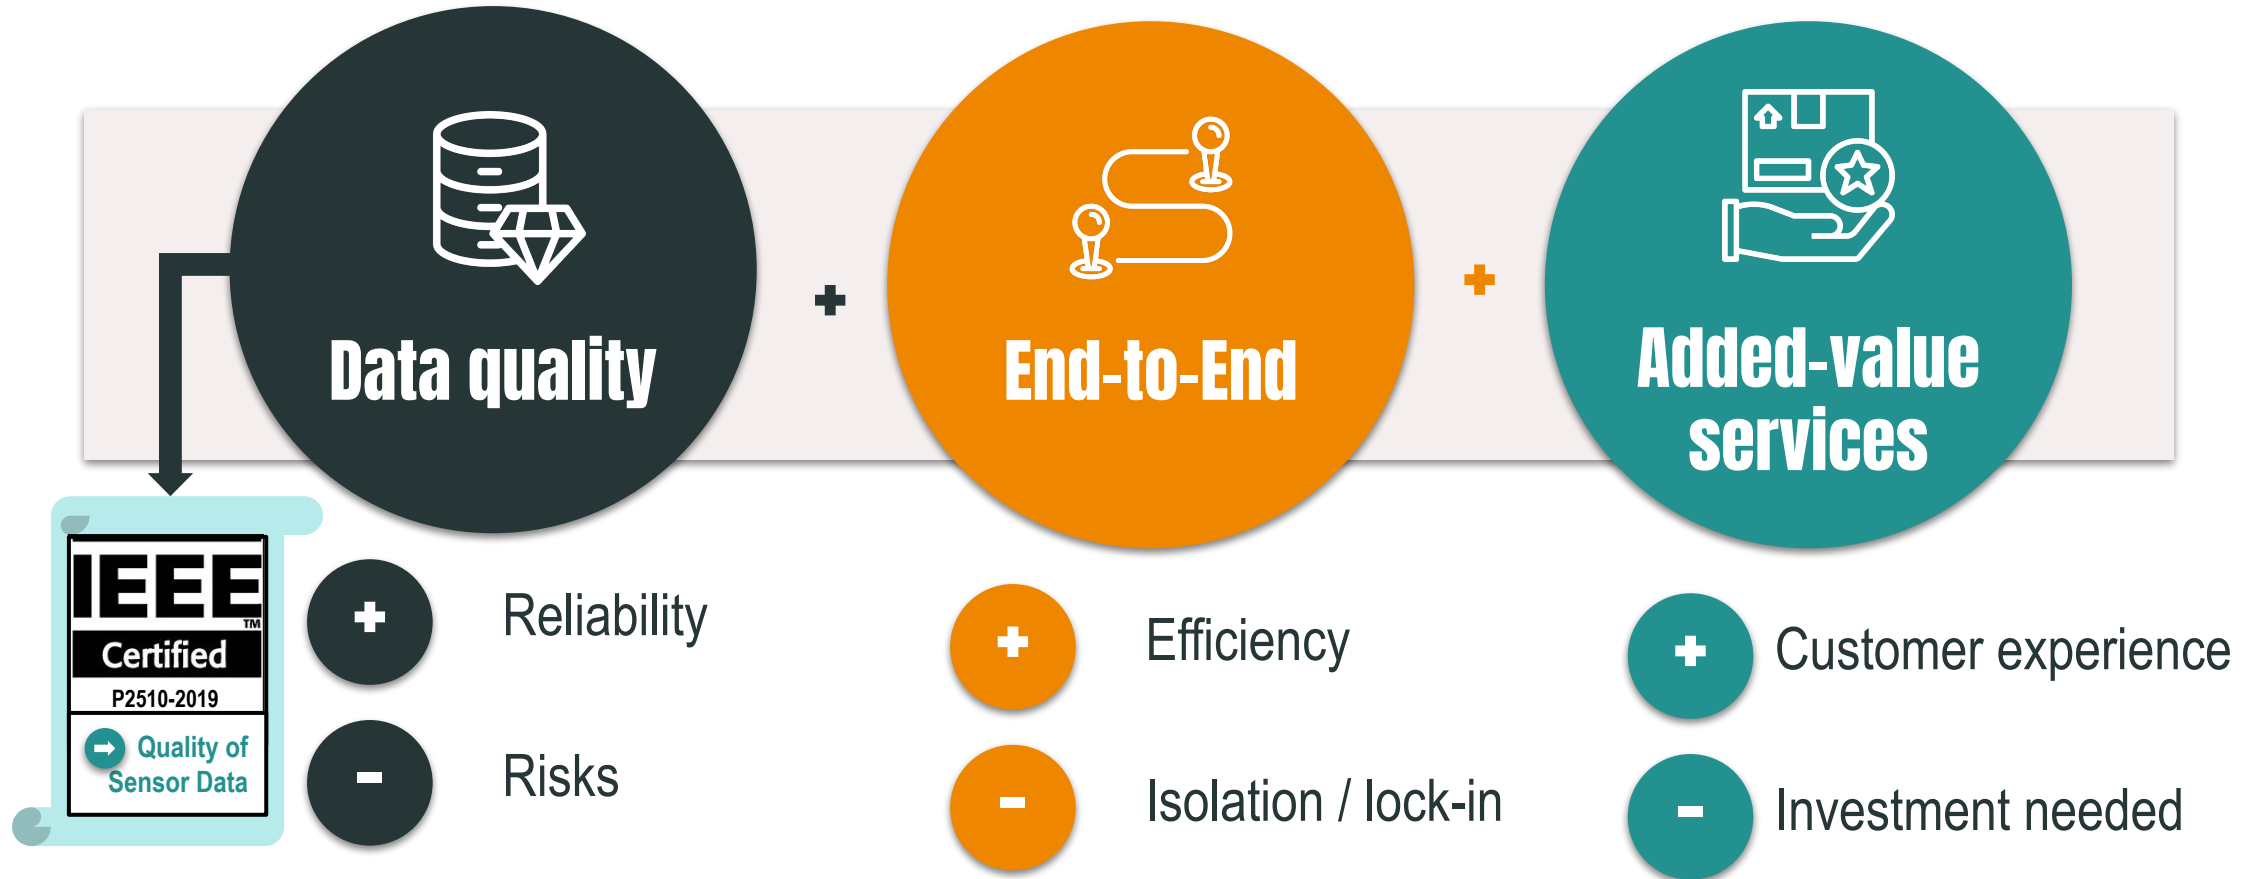 Data quality
+
End-to-End
+
Added-value
services
IEEE
TM
Certified
P2510-2019
Quality of
Sensor Data
+ Reliability
- Risks
+ Efficiency
- Isolation / lock-in
+ Customer experience
- Investment needed